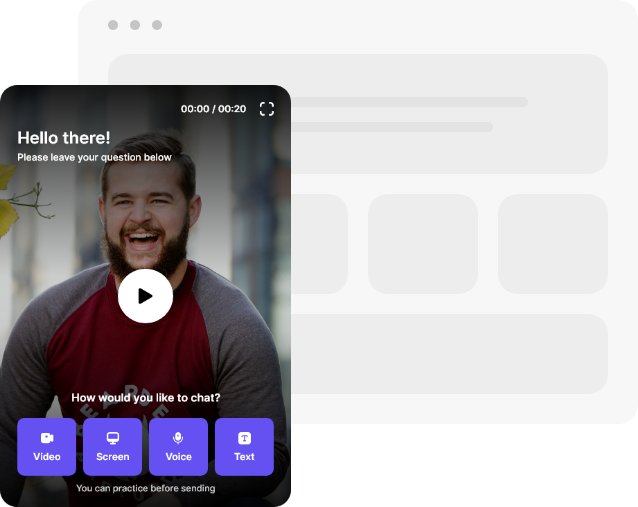 00:00 / 00:20
Hello there!
Please leave your question below
How would you like to chat?
Video
Screen
Voice
Text
You can practice before sending